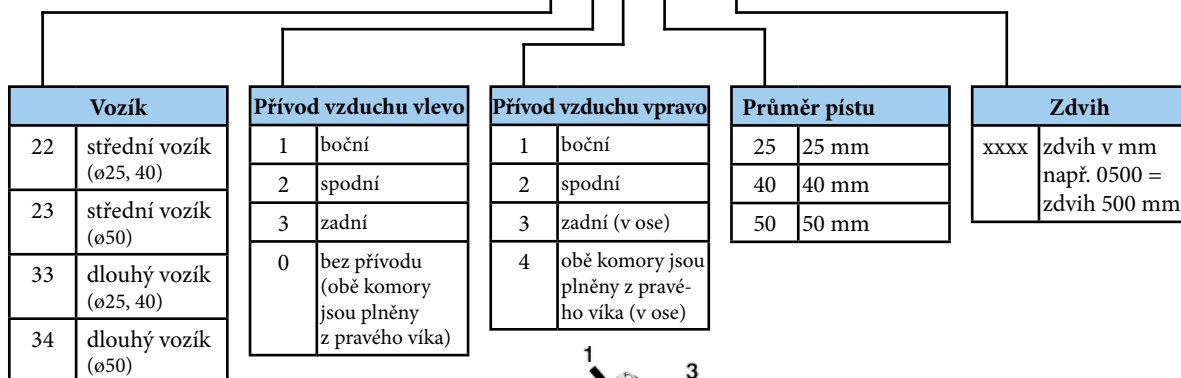 Vozík
22 střední vozík
(ø25, 40)
23 střední vozík
(ø50)
33 dlouhý vozík
(ø25, 40)
34 dlouhý vozík
(ø50)
Přívod vzduchu vlevo
1 boční
2 spodní
3 zadní
0 bez přívodu
(obě komory
jsou plněny
z pravého víka)
Přívod vzduchu vpravo
1 boční
2 spodní
3 zadní (v ose)
4 obě komory jsou
plněny z pravé-
ho víka (v ose)
Průměr pístu
25 25 mm
40 40 mm
50 50 mm
Zdvih
xxxx zdvih v mm
např. 0500 =
zdvih 500 mm
1
3